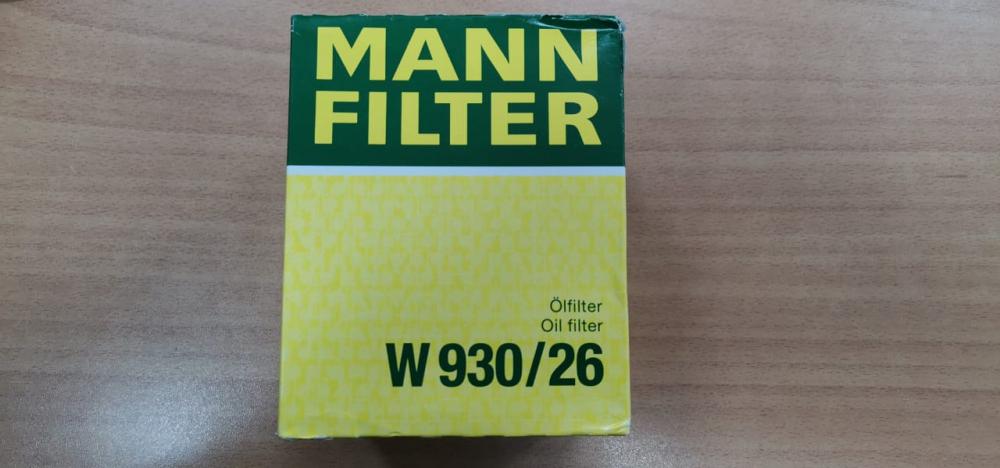 MANN
FILTER
Ölfilter
Oil filter
W 930/26